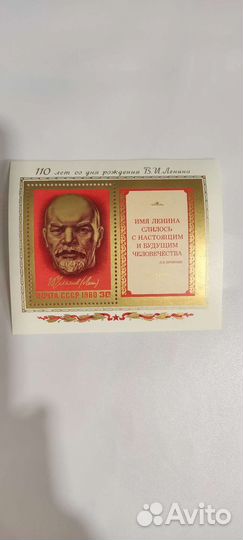 110 лет со дня рождения В. И. Ленина
ИМЯ ЛЕНИНА
СЛИЛОСЬ
С НАСТОЯЩИМ
И БУДУЩИМ
ЧЕЛОВЕЧЕСТВА
ПОЧТА СССР 1980 30
Avito